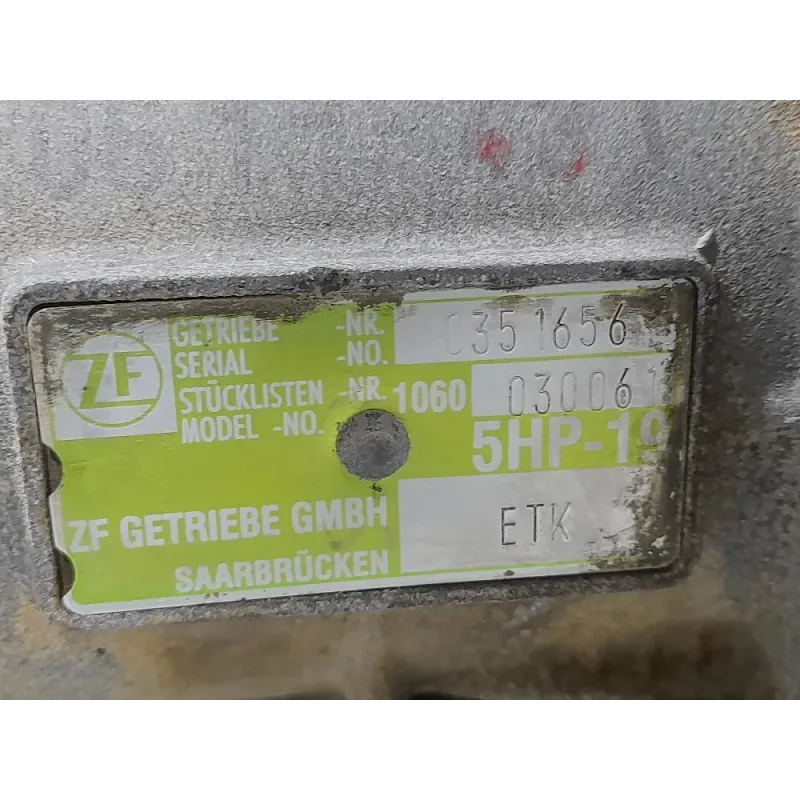 ZF
GETRIEBE -NR. 0351656
SERIAL -NO.
STÜCKLISTEN -NR. 1060 030061
MODEL -NO.
5HP-19
ZF GETRIEBE GMBH ETK
SAARBRÜCKEN